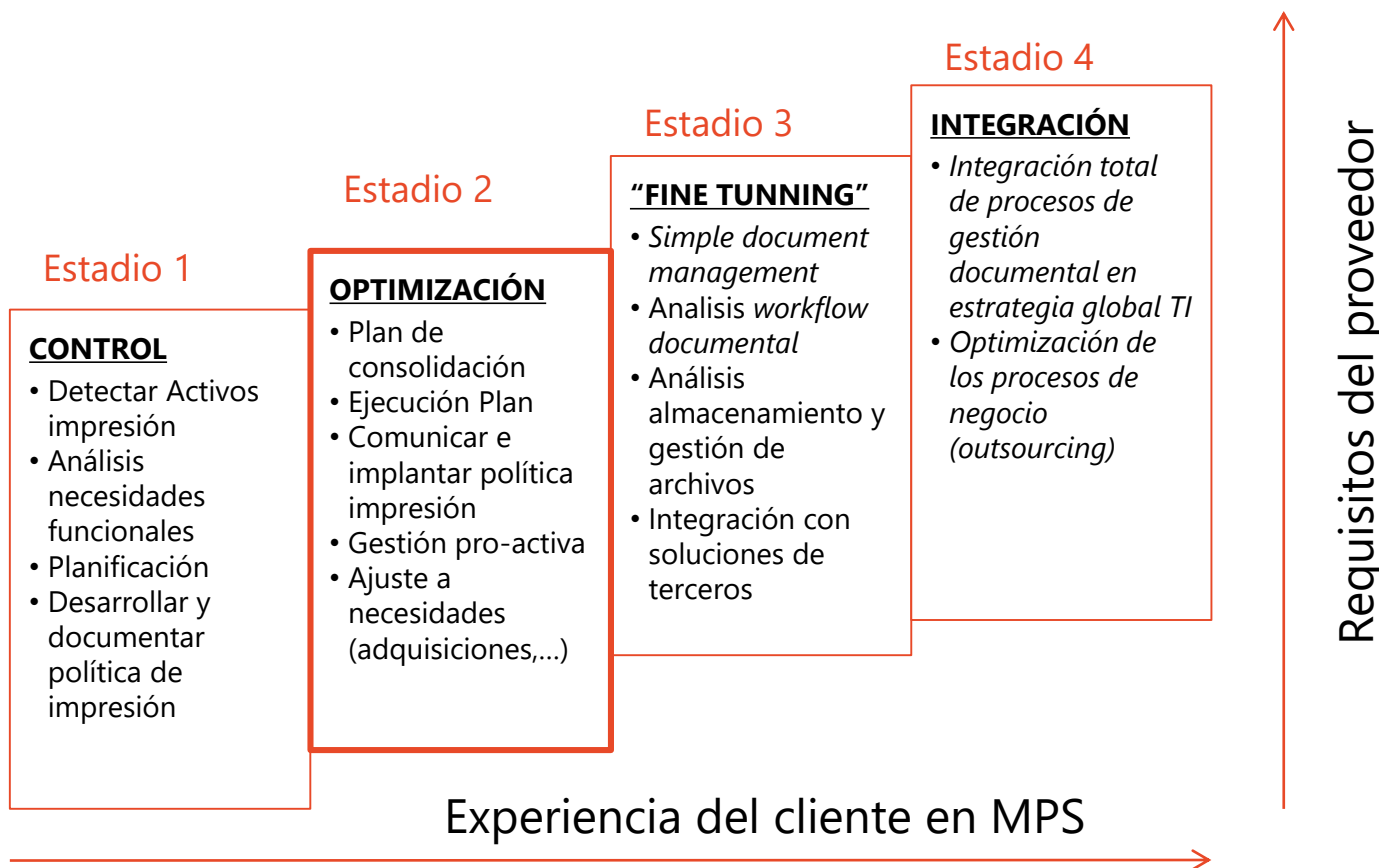 Estadio 1
CONTROL
• Detectar Activos
impresión
• Análisis
necesidades
funcionales
• Planificación
• Desarrollar y
documentar
política de
impresión
Estadio 2
OPTIMIZACIÓN
• Plan de
consolidación
• Ejecución Plan
• Comunicar e
implantar política
impresión
• Gestión pro-activa
• Ajuste a
necesidades
(adquisiciones,...)
Estadio 3
“FINE TUNNING”
• Simple document
management
• Analisis workflow
documental
• Análisis
almacenamiento y
gestión de
archivos
• Integración con
soluciones de
terceros
Estadio 4
INTEGRACIÓN
• Integración total
de procesos de
gestión
documental en
estrategia global TI
• Optimización de
los procesos de
negocio
(outsourcing)
Requisitos del proveedor
Experiencia del cliente en MPS